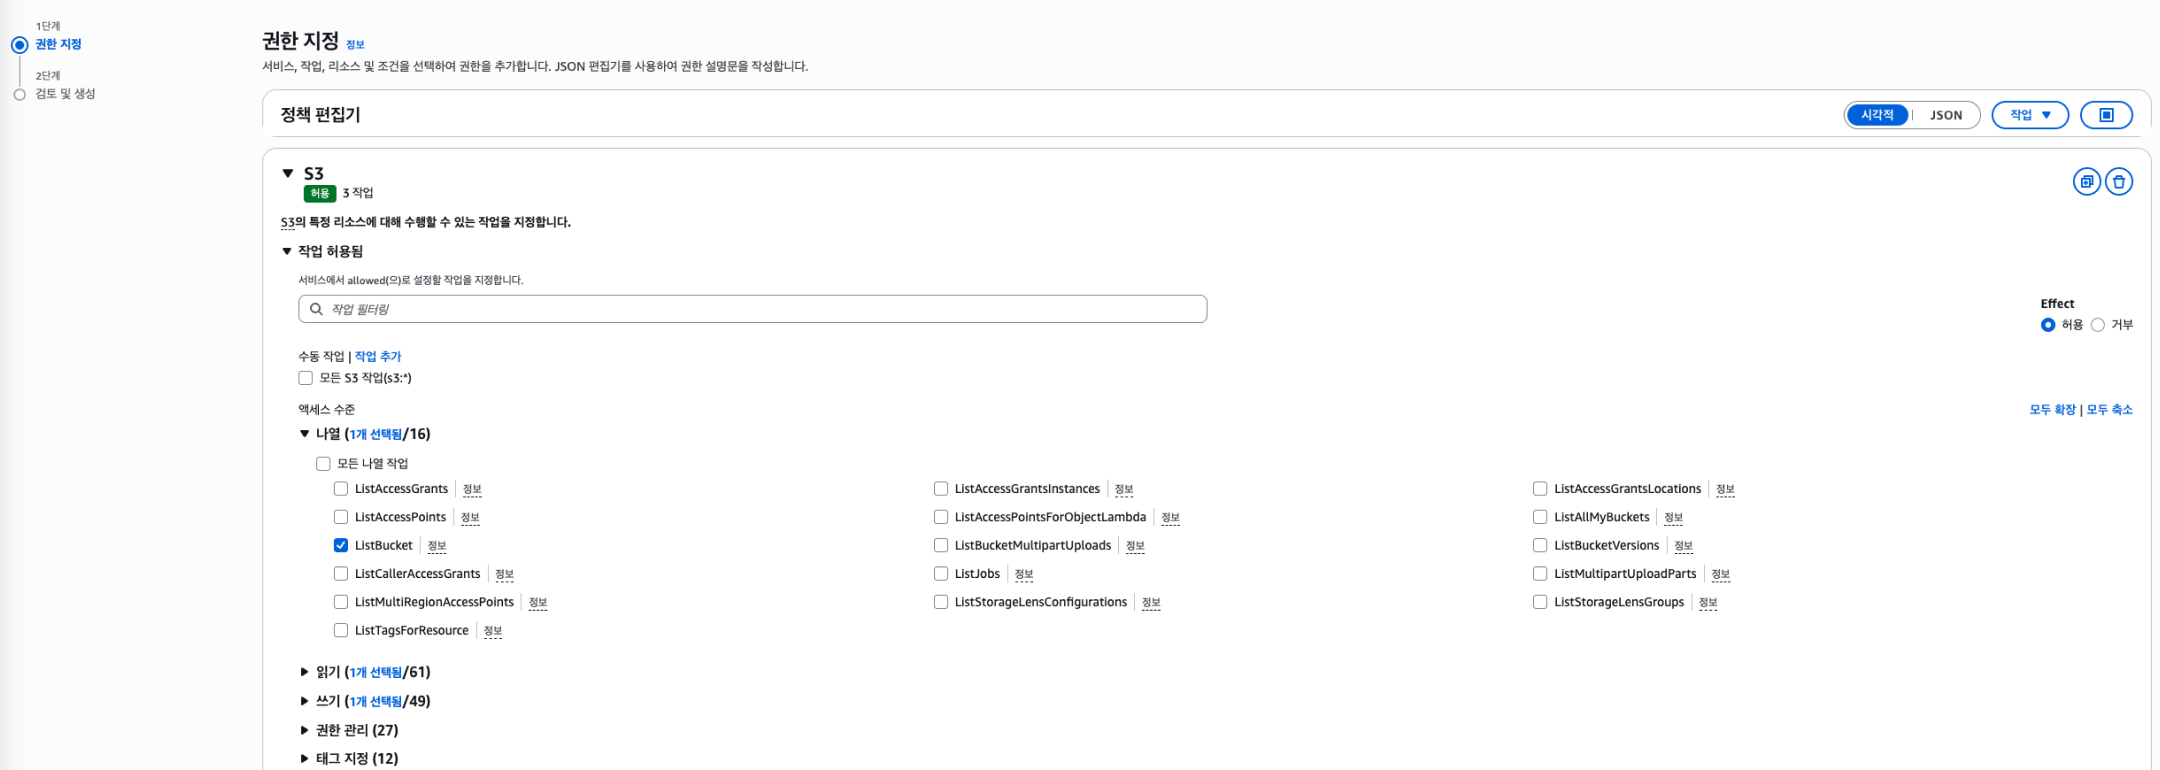 1단계
권한 지정
2단계
검토 및 생성
권한 지정 정보
서비스, 작업, 리소스 및 조건을 선택하여 권한을 추가합니다. JSON 편집기를 사용하여 권한 설명문을 작성합니다.
정책 편집기
시각적 | JSON
작업
S3
허용 3 작업
S3의 특정 리소스에 대해 수행할 수 있는 작업을 지정합니다.
작업 허용됨
서비스에서 allowed(으)로 설정할 작업을 지정합니다.
작업 필터링
Effect
허용 거부
수동 작업 | 작업 추가
모든 S3 작업(s3:*)
액세스 수준
모두 확장 | 모두 축소
나열 (1개 선택됨/16)
모든 나열 작업
ListAccessGrants 정보 ListAccessGrantsInstances 정보 ListAccessGrantsLocations 정보
ListAccessPoints 정보 ListAccessPointsForObjectLambda 정보 ListAllMyBuckets 정보
ListBucket 정보 ListBucketMultipartUploads 정보 ListBucketVersions 정보
ListCallerAccessGrants 정보 ListJobs 정보 ListMultipartUploadParts 정보
ListMultiRegionAccessPoints 정보 ListStorageLensConfigurations 정보 ListStorageLensGroups 정보
ListTagsForResource 정보
읽기 (1개 선택됨/61)
쓰기 (1개 선택됨/49)
권한 관리 (27)
태그 지정 (12)